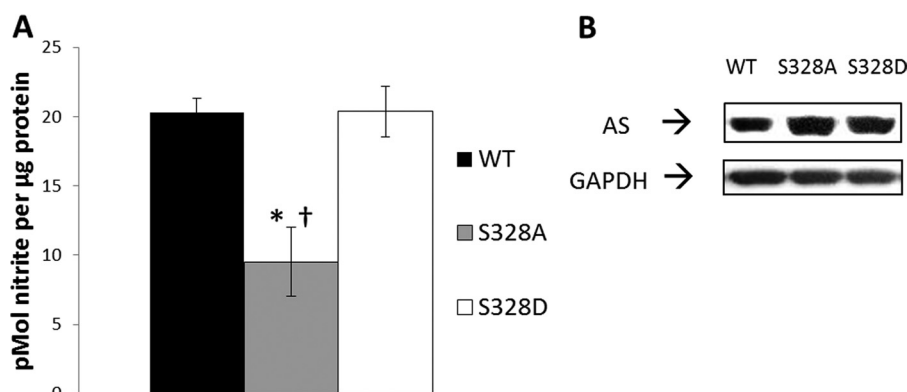 A
pMol nitrite per µg protein
25
20
15
10
5
0
* †
WT
S328A
S328D
B
WT S328A S328D
AS →
GAPDH →